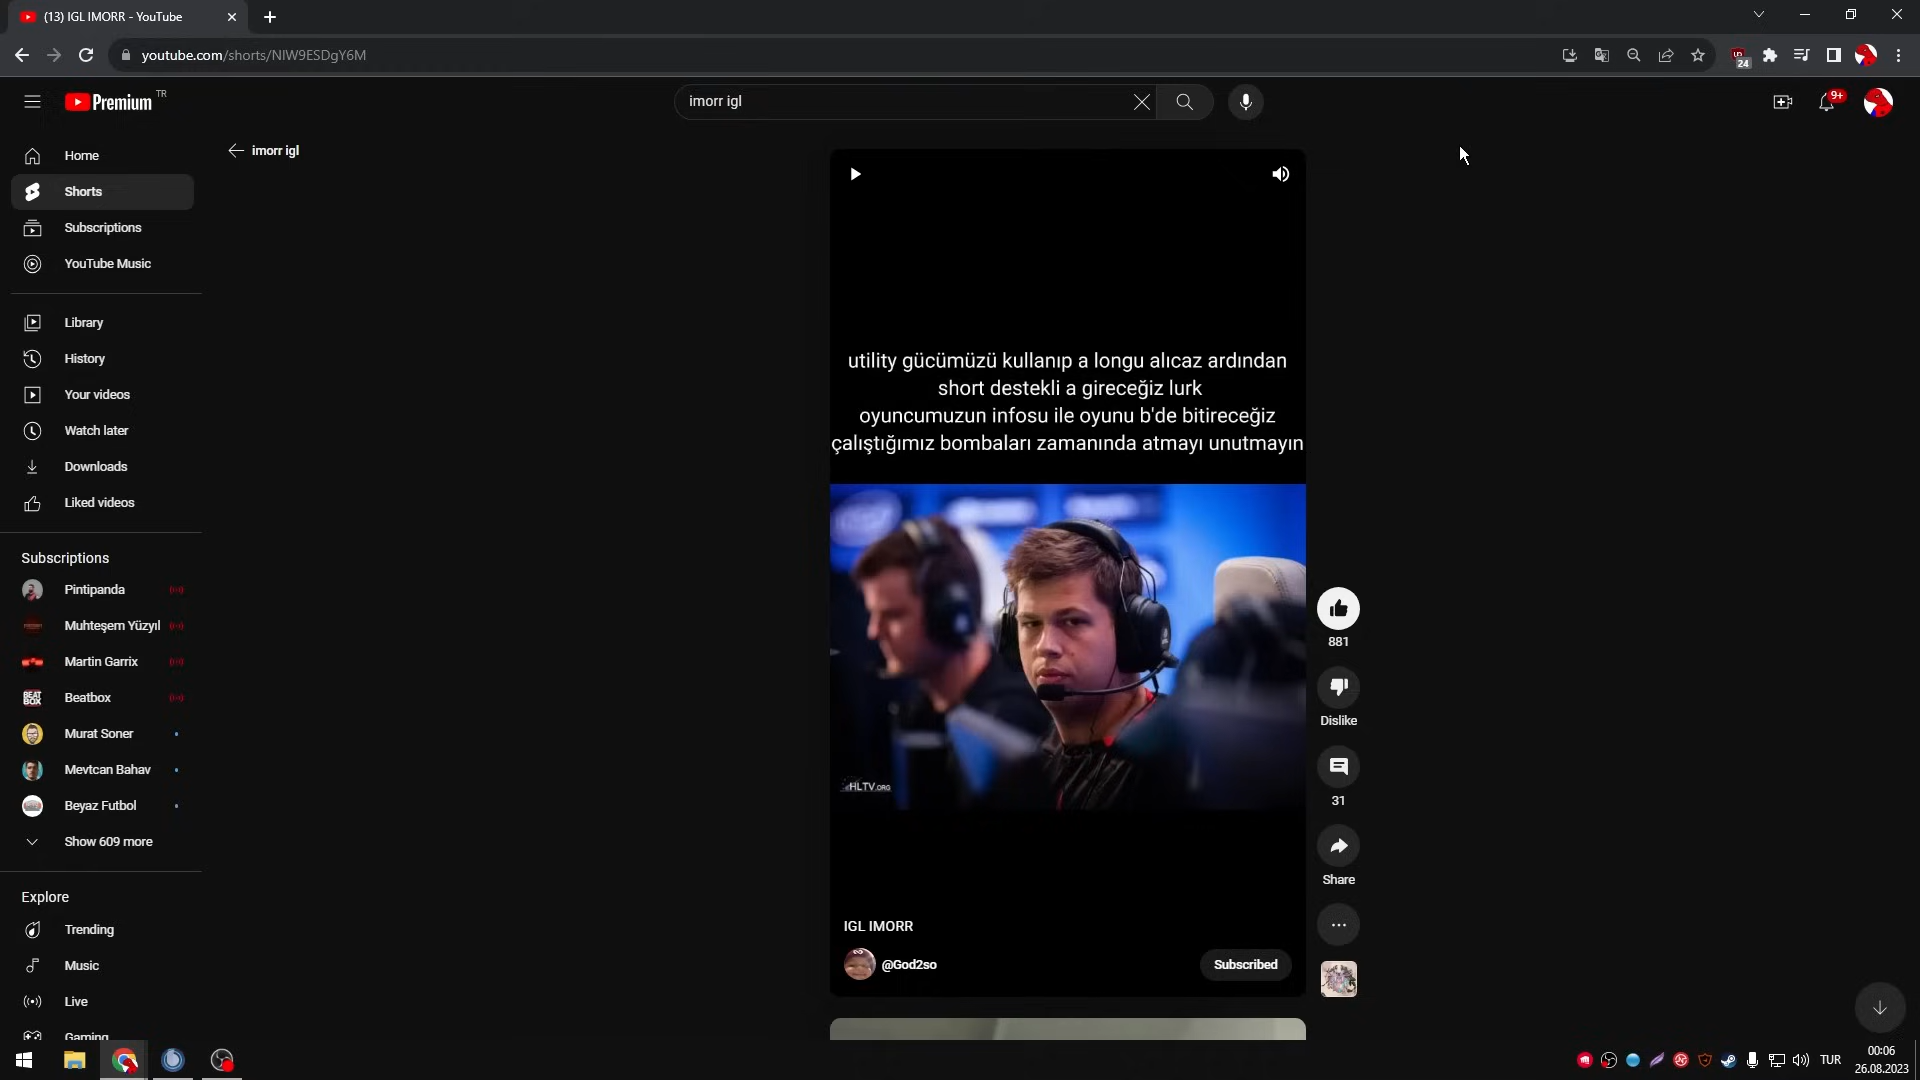 (13) IGL IMORR - YouTube
youtube.com/shorts/NIW9ESDgY6M
24
Premium TR
imorr igl
9+
Home
Shorts
Subscriptions
YouTube Music
Library
History
Your videos
Watch later
Downloads
Liked videos
Subscriptions
Pintipanda
Muhteşem Yüzyıl
Martin Garrix
BEAT BOX Beatbox
Murat Soner
Mevtcan Bahav
Beyaz Futbol
Show 609 more
Explore
Trending
Music
Live
Gaming
imorr igl
utility gücümüzü kullanıp a longu alıcaz ardından
short destekli a gireceğiz lurk
oyuncumuzun infosu ile oyunu b'de bitireceğiz
çalıştığımız bombaları zamanında atmayı unutmayın
HLTV.ORG
IGL IMORR
@God2so
Subscribed
881
Dislike
31
Share
TUR
00:06
26.08.2023